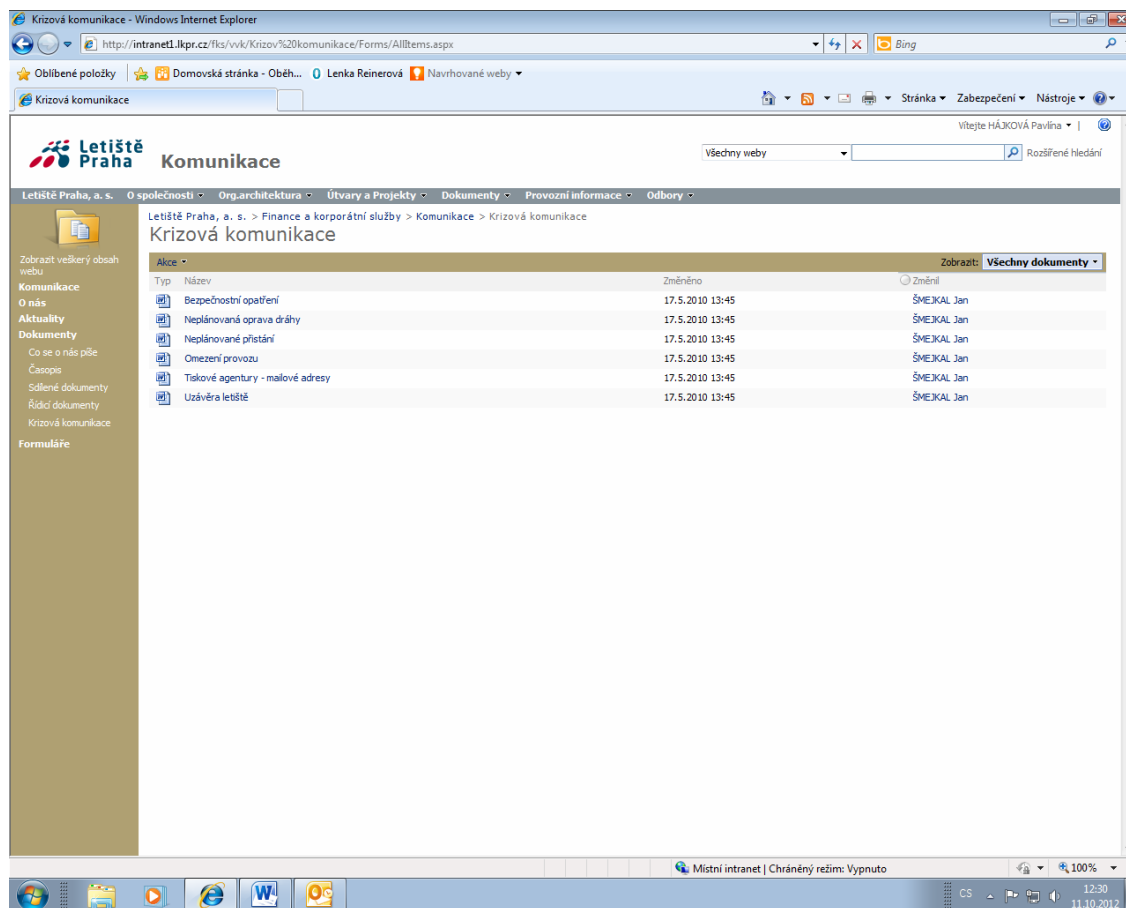 Krizová komunikace - Windows Internet Explorer
http://intranet1.lkpr.cz/fks/vvk/Krizov%20komunikace/Forms/AllItems.aspx
Bing
Oblíbené položky
Domovská stránka - Oběh...
Lenka Reinerová
Navrhované weby
Krizová komunikace
Stránka
Zabezpečení
Nástroje
Vítejte HÁJKOVÁ Pavlína
Letiště
Praha
Komunikace
Všechny weby
Rozšířené hledání
Letiště Praha, a. s. O společnosti Org.architektura Útvary a Projekty Dokumenty Provozní informace Odbory
Letiště Praha, a. s. > Finance a korporátní služby > Komunikace > Krizová komunikace
Krizová komunikace
Zobrazit veškerý obsah
webu
Komunikace
O nás
Aktuality
Dokumenty
Co se o nás píše
Časopis
Sdílené dokumenty
Řídicí dokumenty
Krizová komunikace
Formuláře
Akce
Zobrazit: Všechny dokumenty
Typ Název Změněno Změnil
Bezpečnostní opatření 17.5.2010 13:45 ŠMEJKAL Jan
Neplánovaná oprava dráhy 17.5.2010 13:45 ŠMEJKAL Jan
Neplánované přistání 17.5.2010 13:45 ŠMEJKAL Jan
Omezení provozu 17.5.2010 13:45 ŠMEJKAL Jan
Tiskové agentury - mailové adresy 17.5.2010 13:45 ŠMEJKAL Jan
Uzávěra letiště 17.5.2010 13:45 ŠMEJKAL Jan
Místní intranet | Chráněný režim: Vypnuto
100%
CS
12:30
11.10.2012